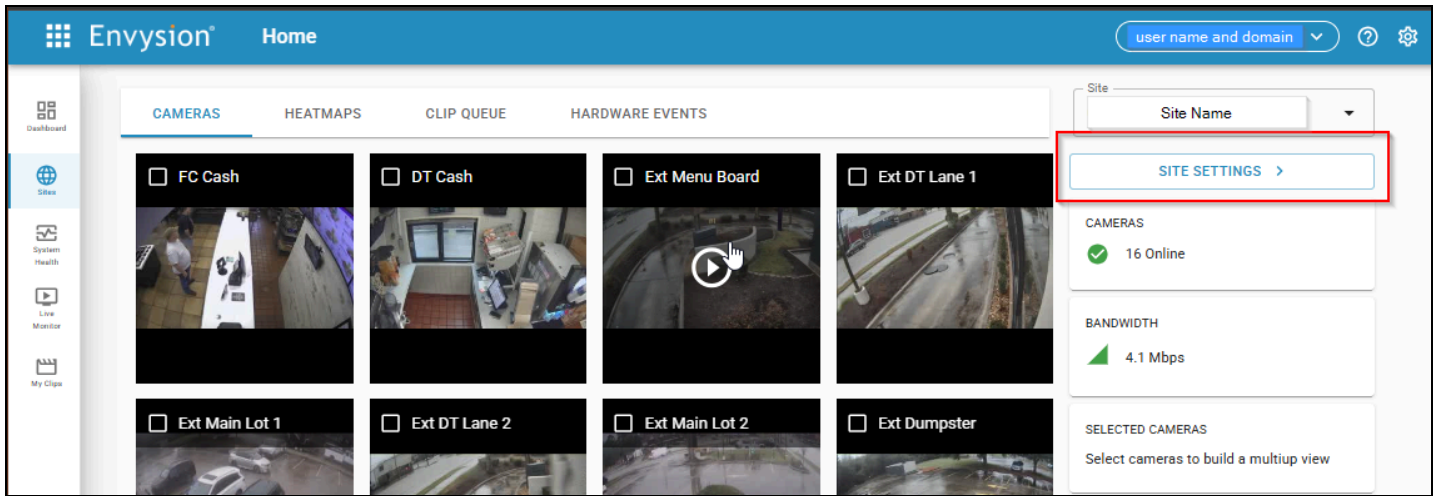 Envysion®
Home
user name and domain
Dashboard
Sites
System
Health
Live
Monitor
My Clips
CAMERAS
HEATMAPS
CLIP QUEUE
HARDWARE EVENTS
FC Cash
DT Cash
Ext Menu Board
Ext DT Lane 1
Ext Main Lot 1
Ext DT Lane 2
Ext Main Lot 2
Ext Dumpster
Site
Site Name
SITE SETTINGS >
CAMERAS
16 Online
BANDWIDTH
4.1 Mbps
SELECTED CAMERAS
Select cameras to build a multiup view